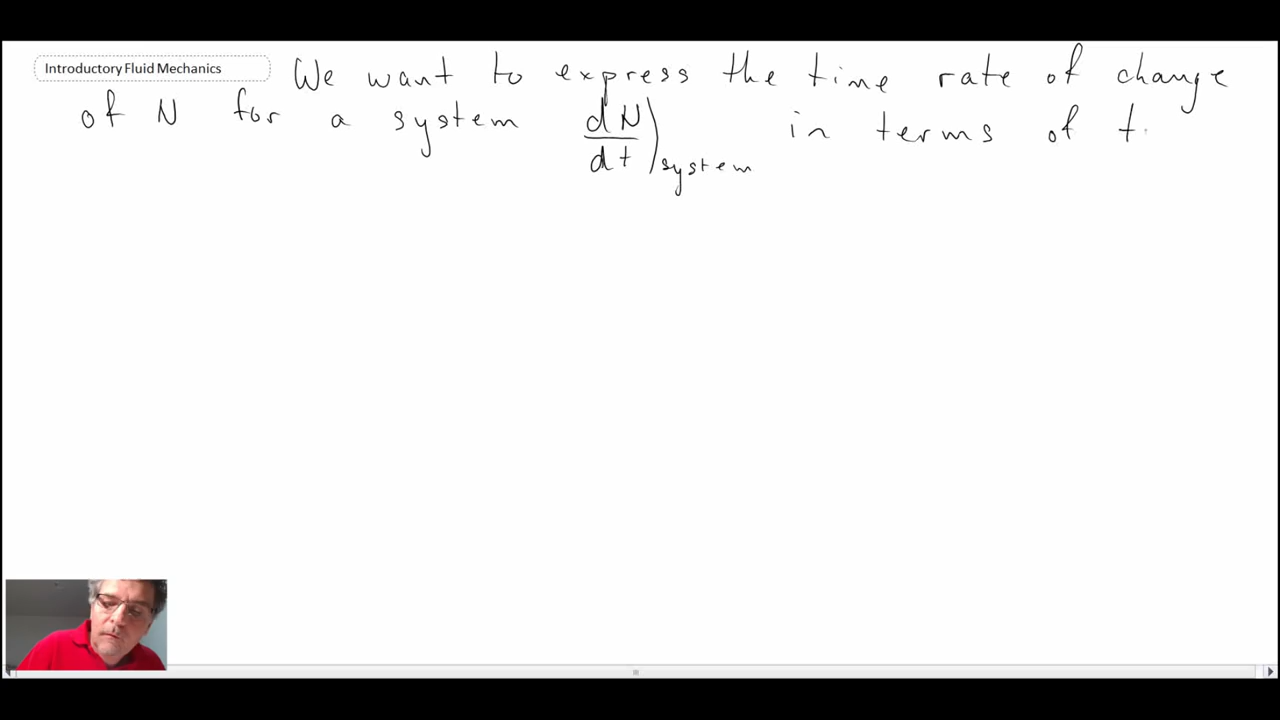 Introductory Fluid Mechanics
We want to express the time rate of change
of N for a system dN/dt)system in terms of t